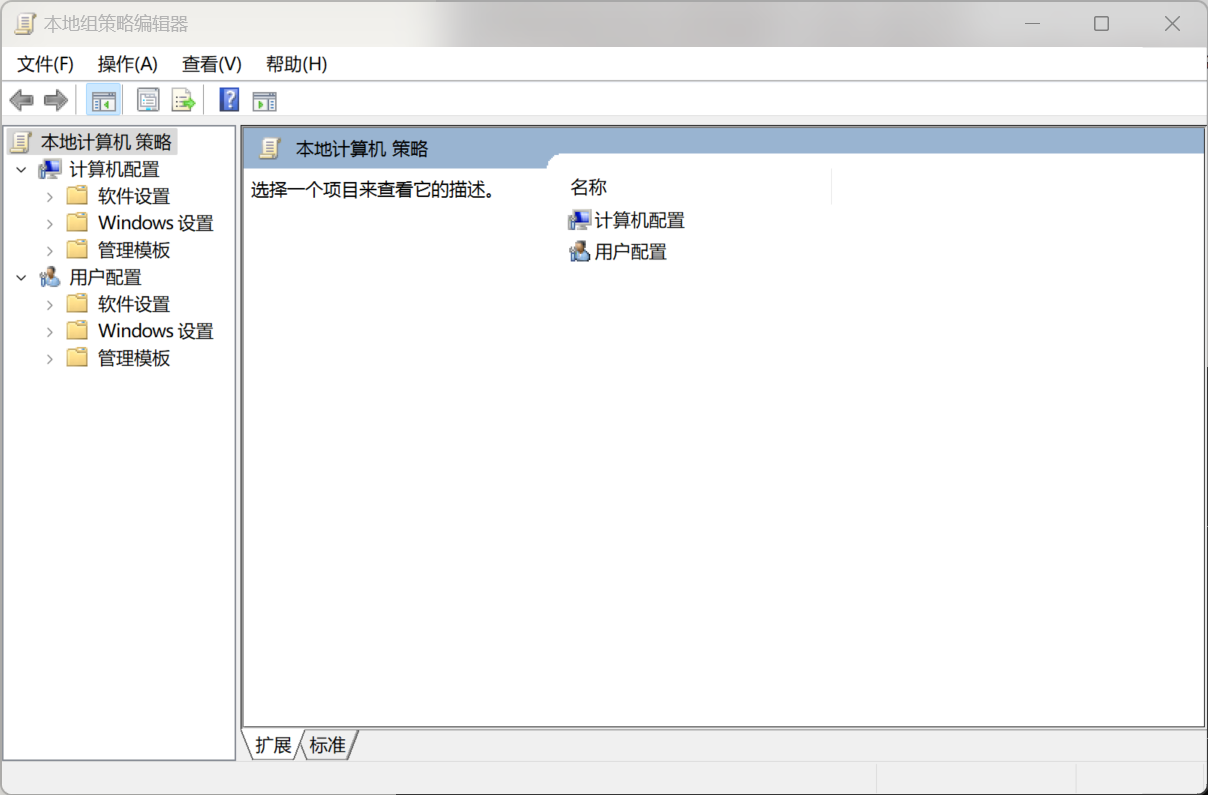 本地组策略编辑器
文件(F) 操作(A) 查看(V) 帮助(H)
本地计算机 策略
计算机配置
软件设置
Windows 设置
管理模板
用户配置
软件设置
Windows 设置
管理模板
本地计算机 策略
选择一个项目来查看它的描述。
名称
计算机配置
用户配置
扩展 标准